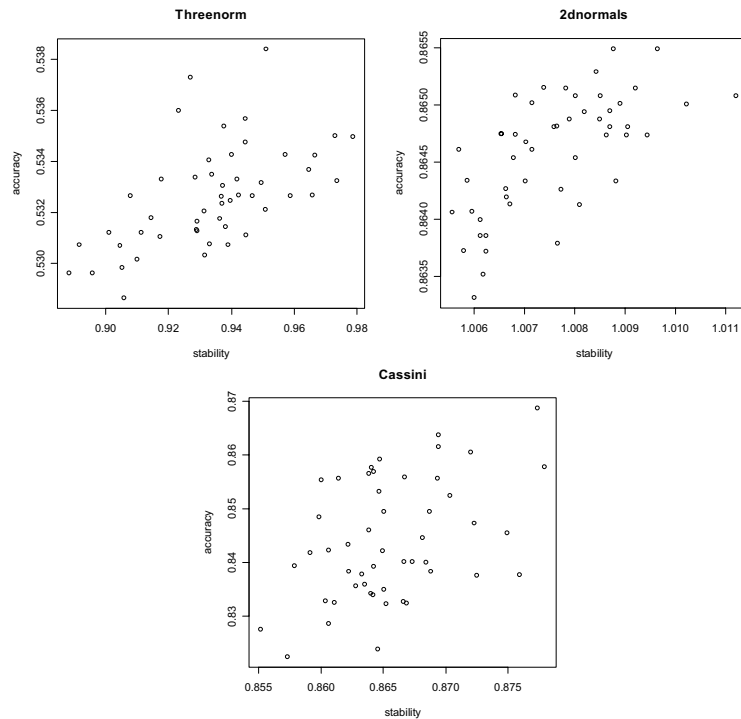 Threenorm
accuracy
0.538
0.536
0.534
0.532
0.530
0.90 0.92 0.94 0.96 0.98
stability
2dnormals
accuracy
0.8655
0.8650
0.8645
0.8640
0.8635
1.006 1.007 1.008 1.009 1.010 1.011
stability
Cassini
accuracy
0.87
0.86
0.85
0.84
0.83
0.855 0.860 0.865 0.870 0.875
stability